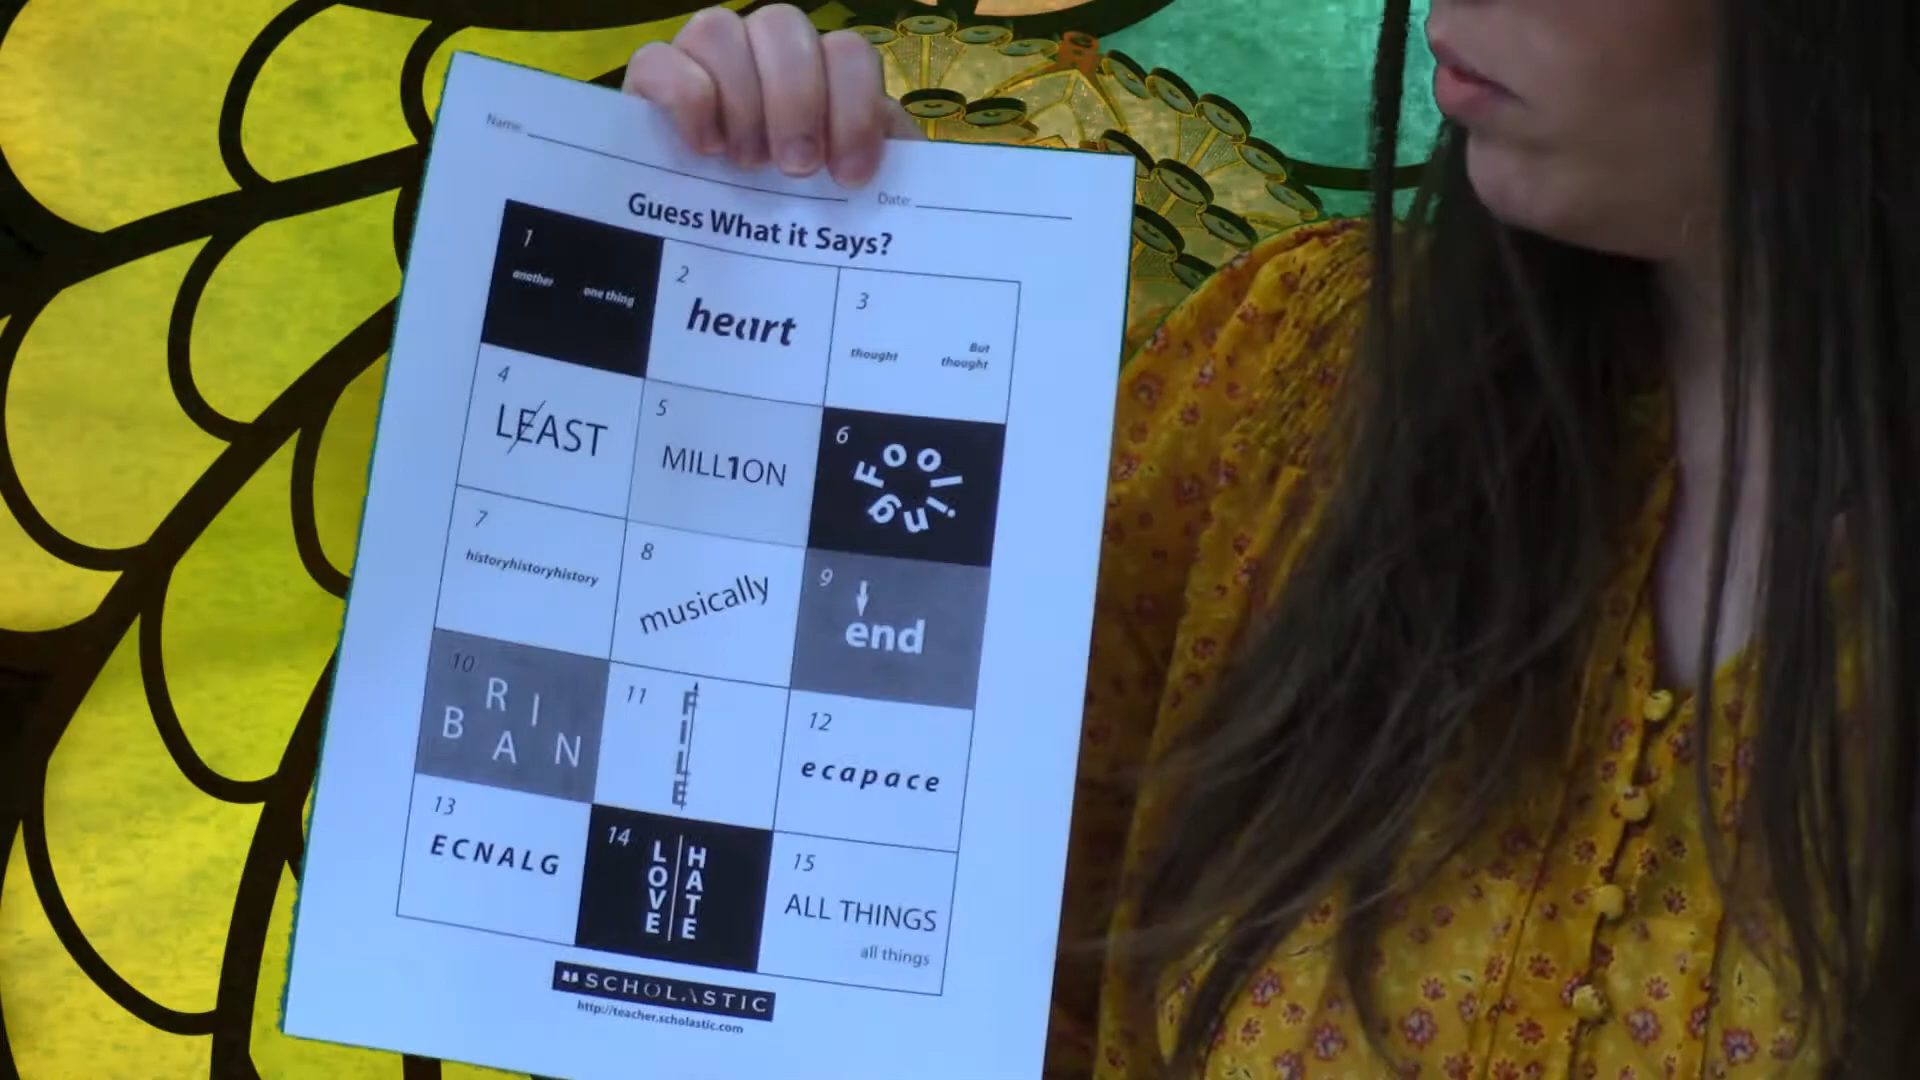 Name:
Date:
Guess What it Says?
1
another one thing
2
heart
3
But
thought thought
4
LEAST
5
MILL1ON
6
Fooling
7
historyhistoryhistory
8
musically
9
end
10
R I
B A N
11
FILE
12
ecapace
13
ECNALG
14
LOVE HATE
15
ALL THINGS
all things
SCHOLASTIC
http://teacher.scholastic.com